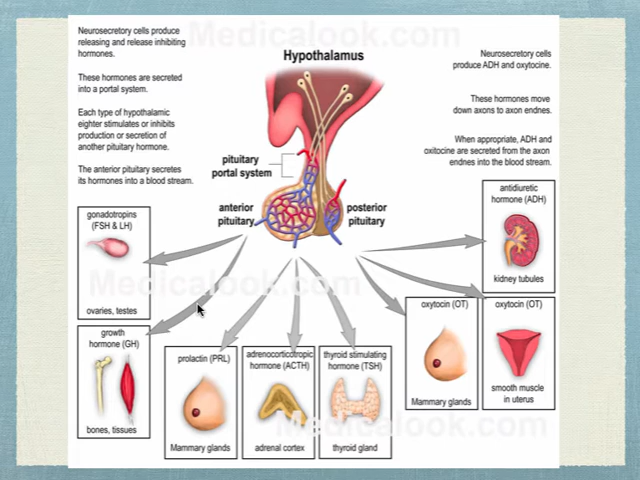 Medicalook.com
Neurosecretory cells produce
releasing and release inhibiting
hormones.
These hormones are secreted
into a portal system.
Each type of hypothalamic
eighter stimulates or inhibits
production or secretion of
another pituitary hormone.
The anterior pituitary secretes
its hormones into a blood stream.
Hypothalamus
Neurosecretory cells
produce ADH and oxytocine.
These hormones move
down axons to axon endnes.
When appropriate, ADH and
oxitocine are secreted from the axon
endnes into the blood stream.
pituitary
portal system
anterior
pituitary
posterior
pituitary
gonadotropins
(FSH & LH)
ovaries, testes
antidiuretic
hormone (ADH)
kidney tubules
Medicalook.com
growth
hormone (GH)
bones, tissues
prolactin (PRL)
Mammary glands
adrenocorticotropic
hormone (ACTH)
adrenal cortex
thyroid stimulating
hormone (TSH)
thyroid gland
oxytocin (OT)
Mammary glands
oxytocin (OT)
smooth muscle
in uterus
Medicalook.com